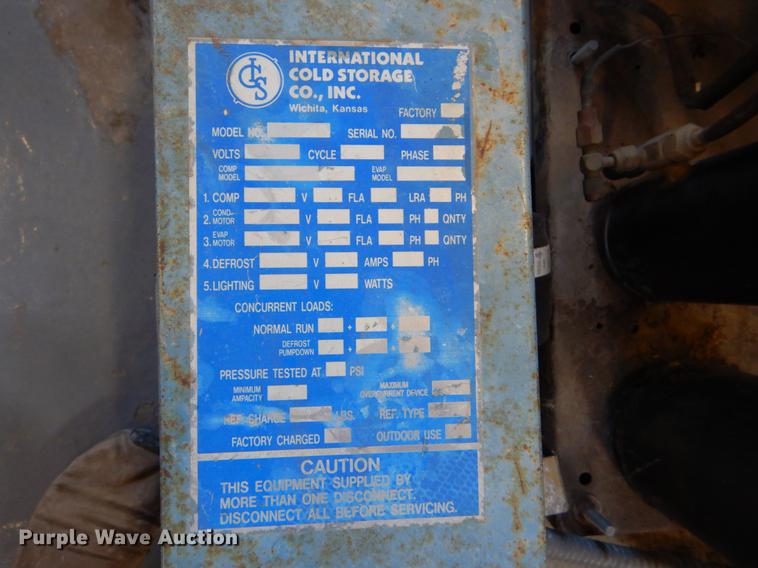 ICS
INTERNATIONAL
COLD STORAGE
CO., INC.
Wichita, Kansas
FACTORY
MODEL NO. SERIAL NO.
VOLTS CYCLE PHASE
COMP MODEL EVAP MODEL
1. COMP V FLA LRA PH
2. COND- MOTOR V FLA PH QNTY
3. EVAP MOTOR V FLA PH QNTY
4. DEFROST V AMPS PH
5. LIGHTING V WATTS
CONCURRENT LOADS:
NORMAL RUN + +
DEFROST PUMPDOWN + +
PRESSURE TESTED AT PSI
MINIMUM AMPACITY MAXIMUM OVERCURRENT DEVICE
REF. CHARGE LBS. REF. TYPE
FACTORY CHARGED OUTDOOR USE
CAUTION
THIS EQUIPMENT SUPPLIED BY
MORE THAN ONE DISCONNECT.
DISCONNECT ALL BEFORE SERVICING.
Purple Wave Auction